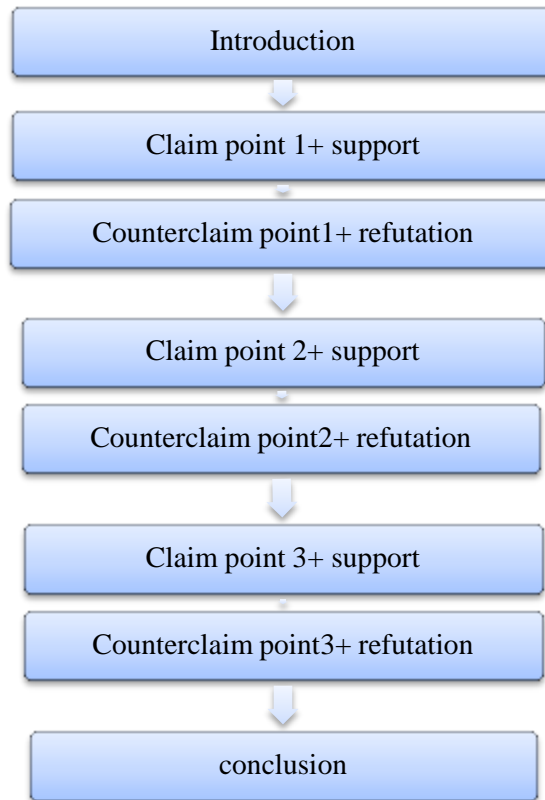 Introduction
Claim point 1+ support
Counterclaim point1+ refutation
Claim point 2+ support
Counterclaim point2+ refutation
Claim point 3+ support
Counterclaim point3+ refutation
conclusion